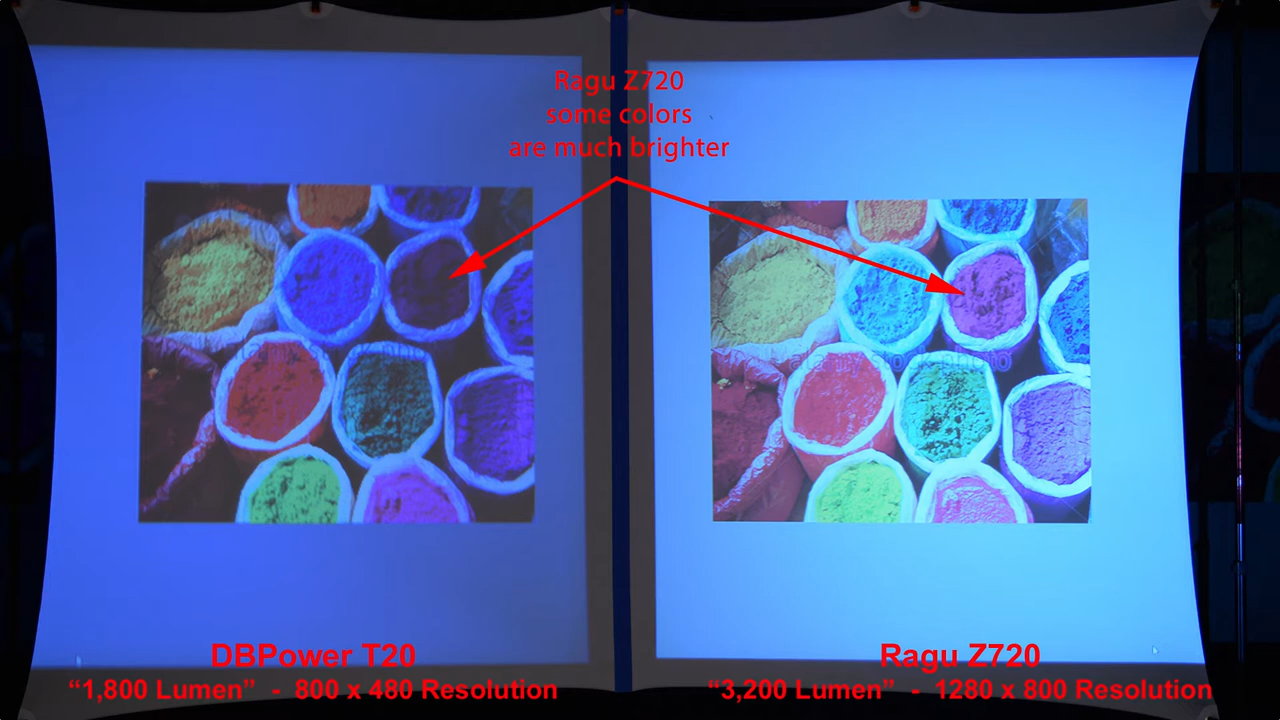 Ragu Z720
some colors
are much brighter
DBPower T20
“1,800 Lumen” - 800 x 480 Resolution
Ragu Z720
“3,200 Lumen” - 1280 x 800 Resolution